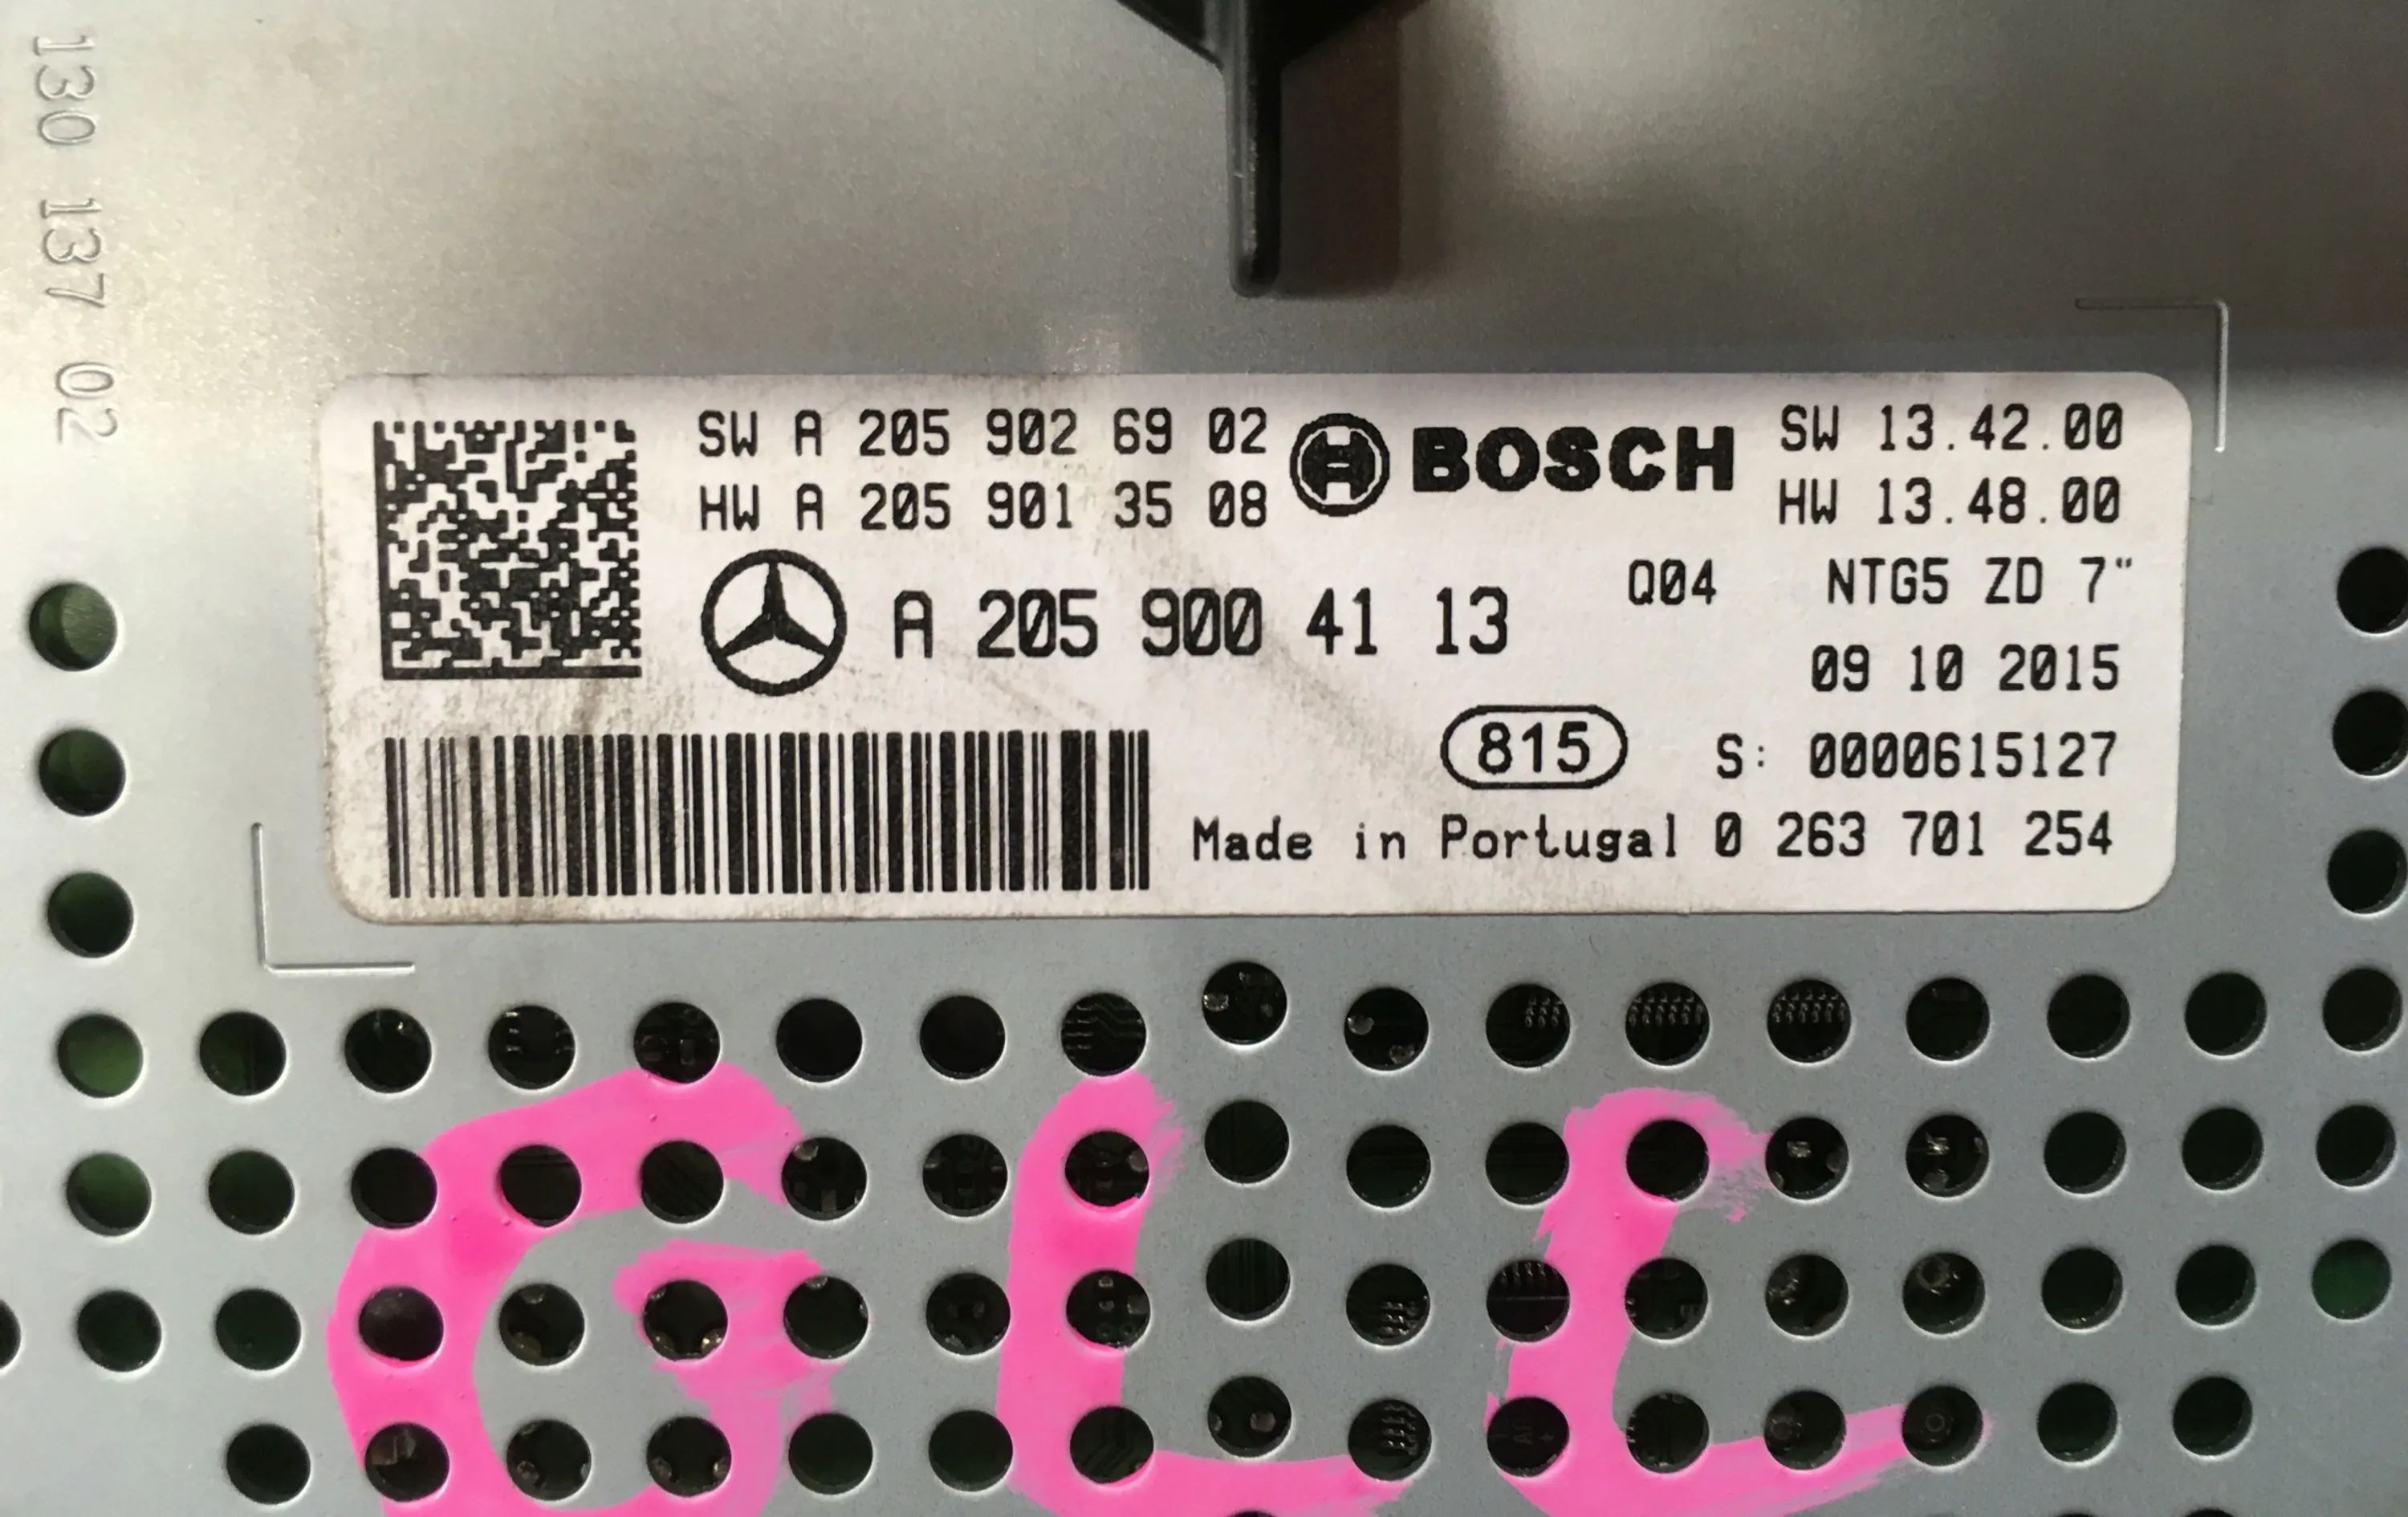 130 137 02
SW A 205 902 69 02
HW A 205 901 35 08
BOSCH
SW 13.42.00
HW 13.48.00
A 205 900 41 13
Q04 NTG5 ZD 7"
09 10 2015
815
S: 0000615127
Made in Portugal 0 263 701 254
GLC